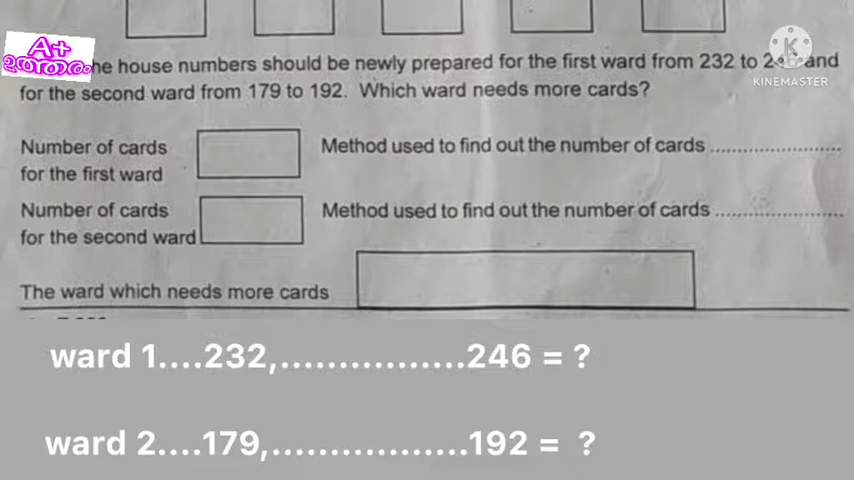 A+
ഉത്തരം
he house numbers should be newly prepared for the first ward from 232 to and
KINEMASTER
for the second ward from 179 to 192. Which ward needs more cards?
Number of cards Method used to find out the number of cards ......................
for the first ward
Number of cards Method used to find out the number of cards ......................
for the second ward
The ward which needs more cards
ward 1....232,................246 = ?
ward 2....179,.................192 = ?